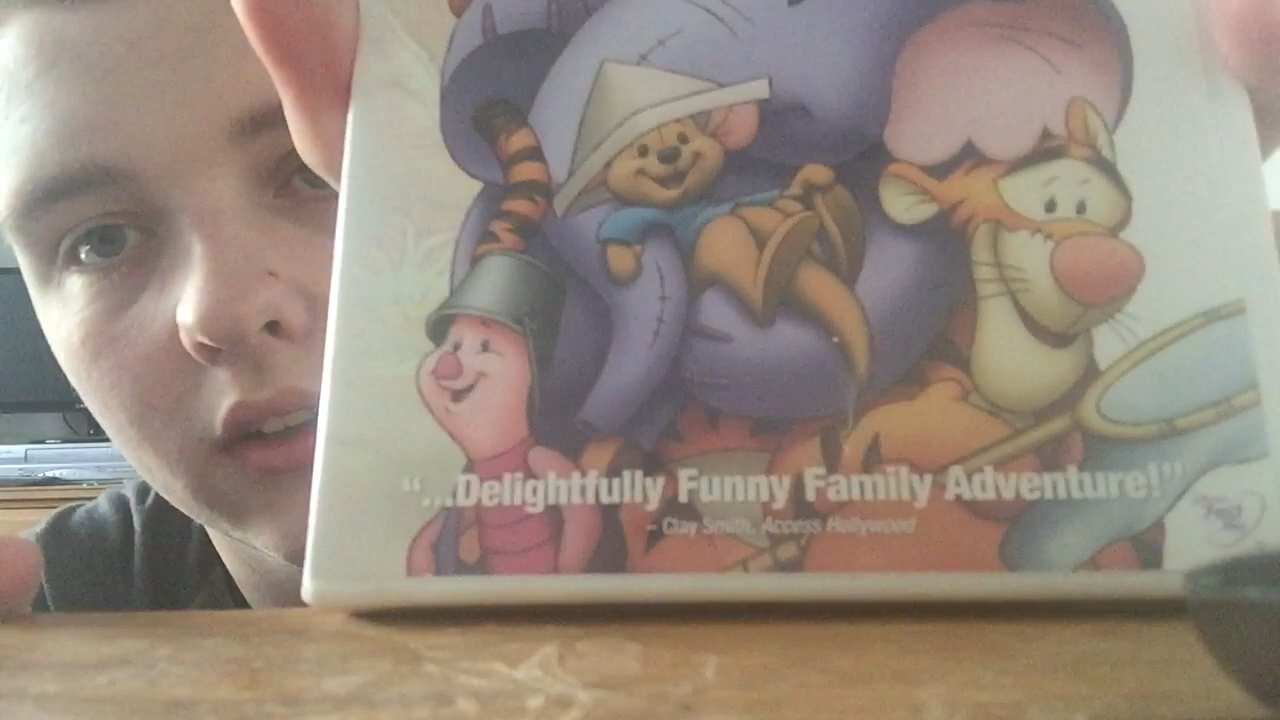 “...Delightfully Funny Family Adventure!”
– Clay Smith, Access Hollywood